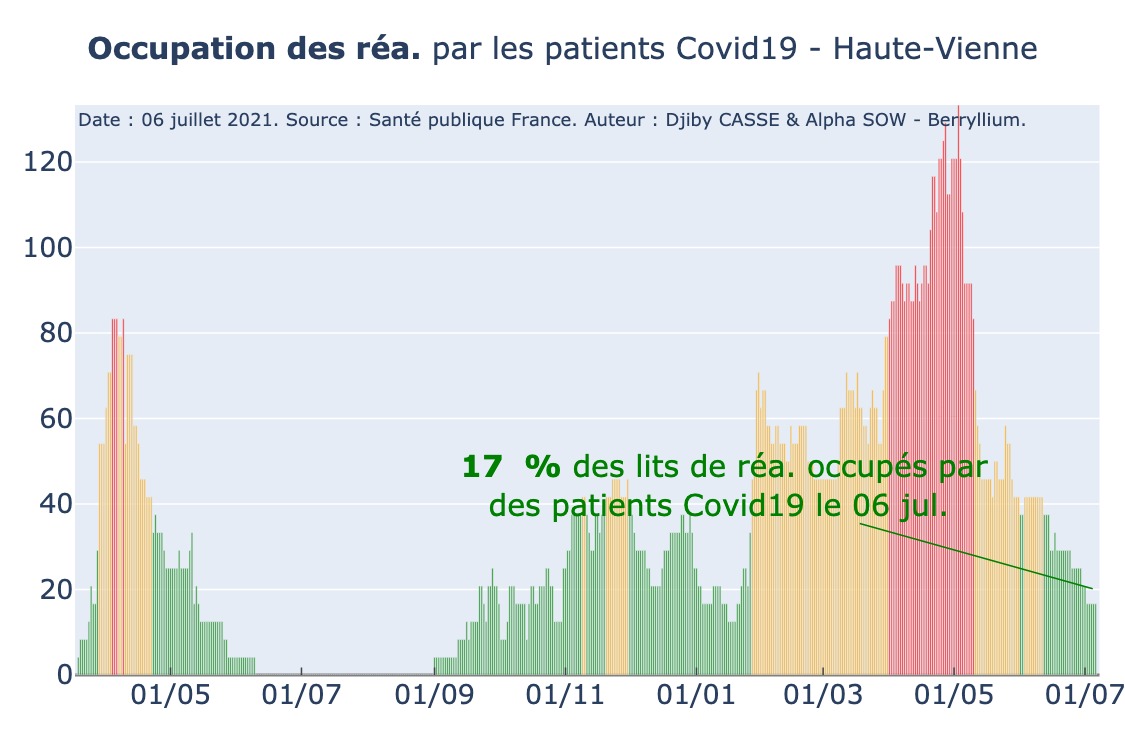 Occupation des réa. par les patients Covid19 - Haute-Vienne
Date : 06 juillet 2021. Source : Santé publique France. Auteur : Djiby CASSE & Alpha SOW - Berryllium.
120
100
80
60
40
20
0
17 % des lits de réa. occupés par
des patients Covid19 le 06 jul.
01/05 01/07 01/09 01/11 01/01 01/03 01/05 01/07